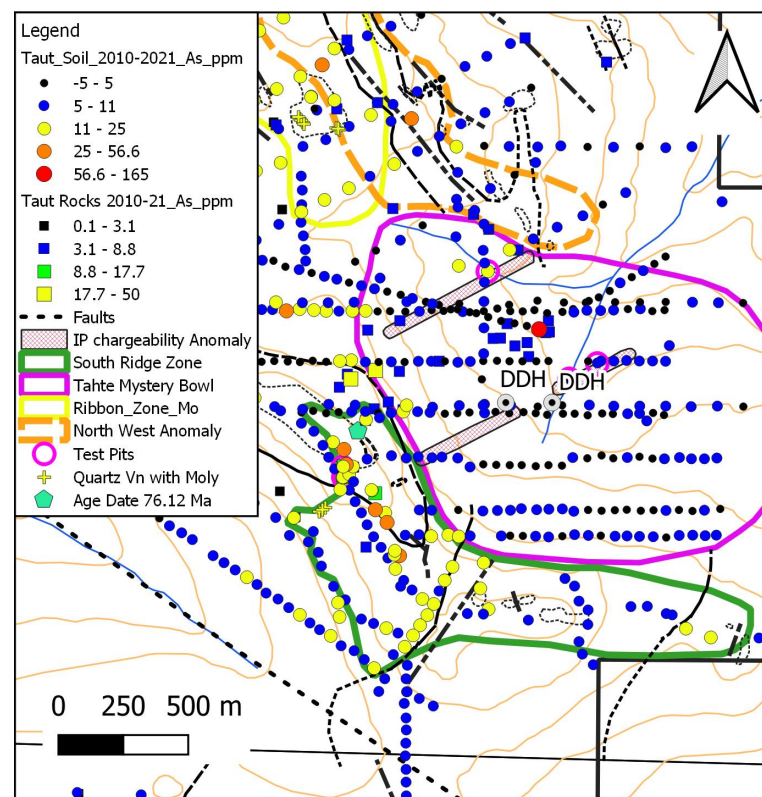 Legend
Taut_Soil_2010-2021_As_ppm
-5 - 5
5 - 11
11 - 25
25 - 56.6
56.6 - 165
Taut Rocks 2010-21_As_ppm
0.1 - 3.1
3.1 - 8.8
8.8 - 17.7
17.7 - 50
Faults
IP chargeability Anomaly
South Ridge Zone
Tahte Mystery Bowl
Ribbon_Zone_Mo
North West Anomaly
Test Pits
Quartz Vn with Moly
Age Date 76.12 Ma
DDH DDH
0 250 500 m